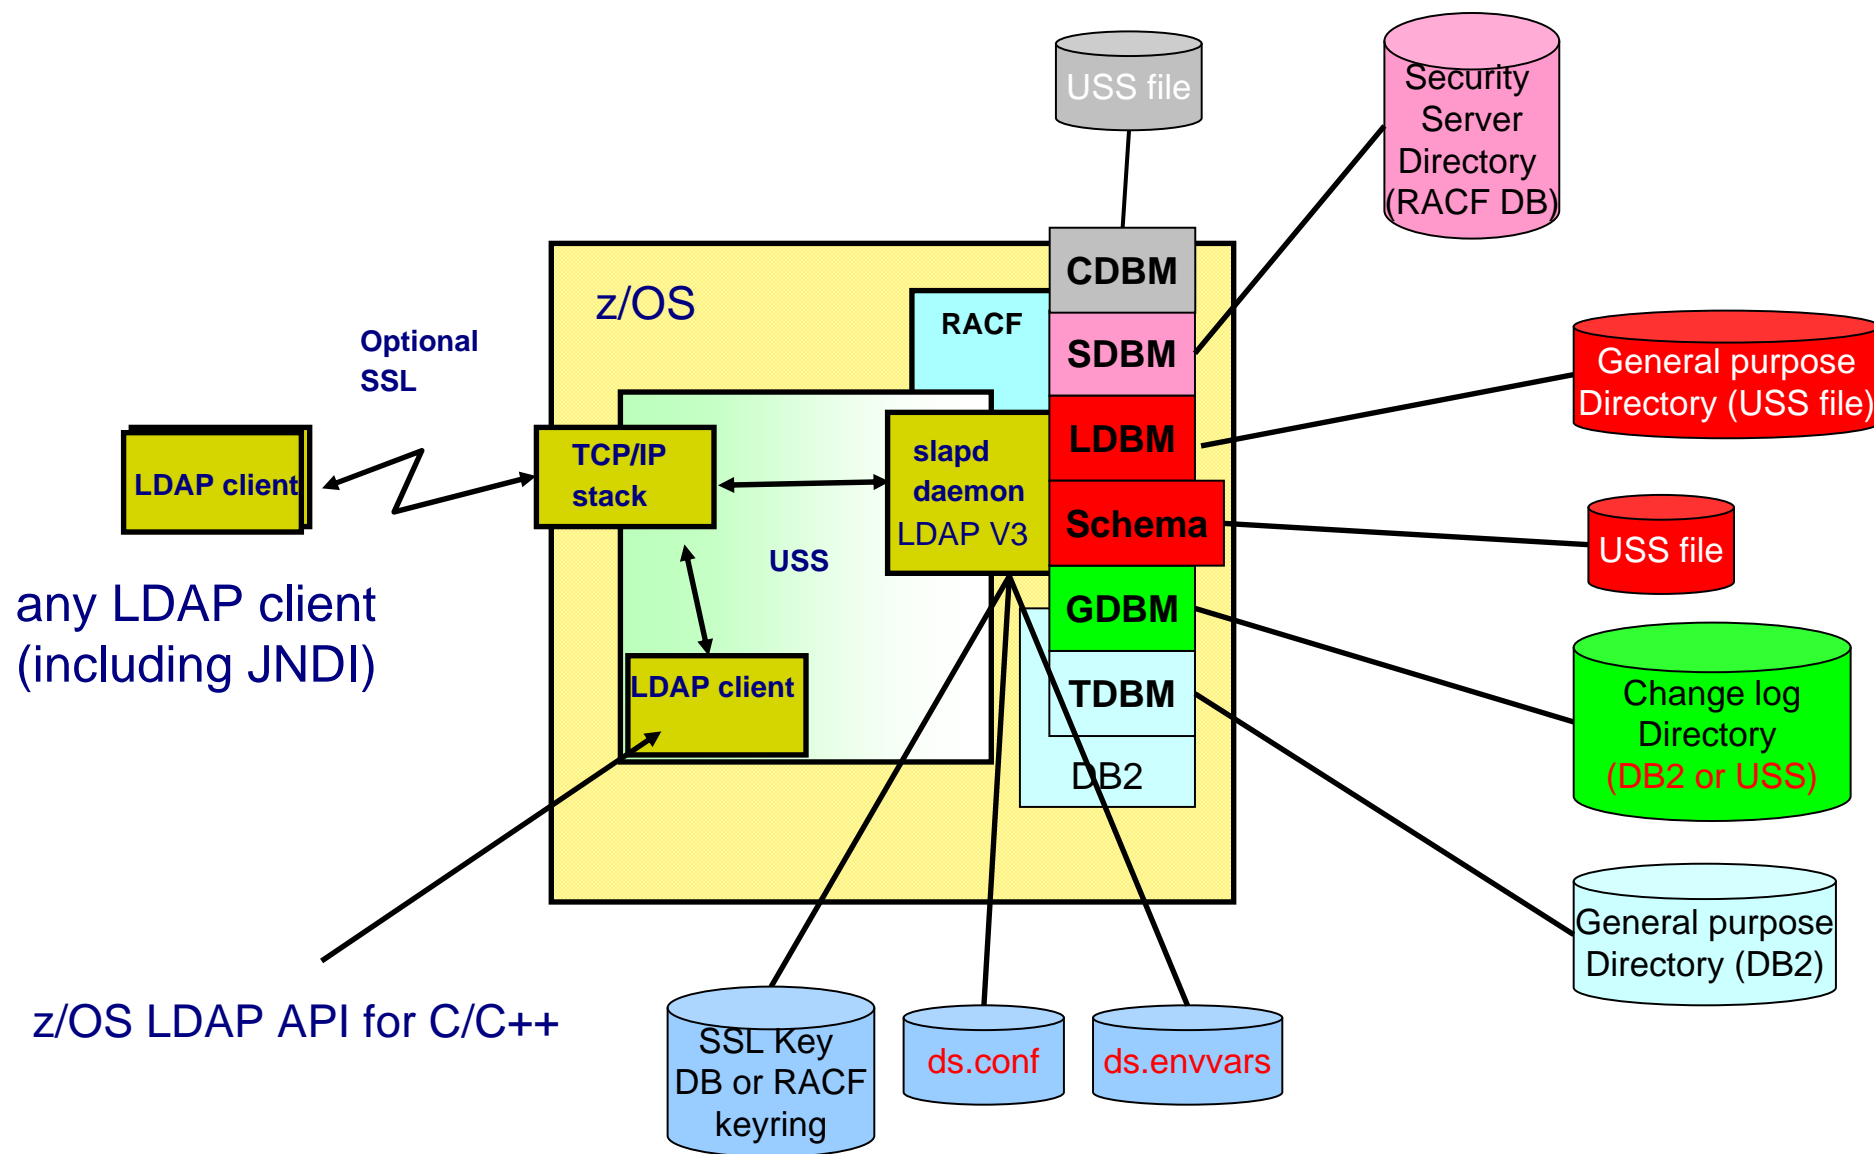 USS file
Security
Server
Directory
(RACF DB)
CDBM
z/OS
RACF
SDBM
Optional
SSL
General purpose
Directory (USS file)
LDBM
TCP/IP
stack
slapd
daemon
LDAP V3
LDAP client
Schema
USS file
USS
any LDAP client
(including JNDI)
GDBM
LDAP client
TDBM
Change log
Directory
(DB2 or USS)
DB2
General purpose
Directory (DB2)
z/OS LDAP API for C/C++
SSL Key
DB or RACF
keyring
ds.conf
ds.envvars